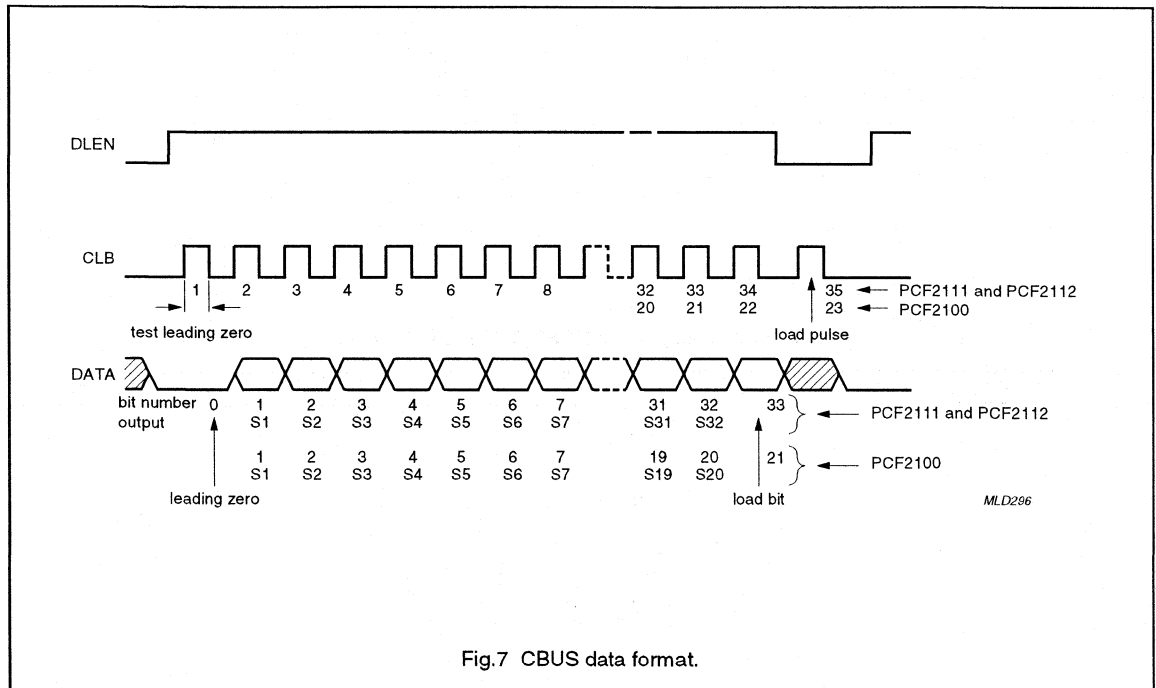 DLEN
CLB
1 2 3 4 5 6 7 8 32 33 34 35 PCF2111 and PCF2112
20 21 22 23 PCF2100
test leading zero load pulse
DATA
bit number 0 1 2 3 4 5 6 7 31 32 33 PCF2111 and PCF2112
output S1 S2 S3 S4 S5 S6 S7 S31 S32
1 2 3 4 5 6 7 19 20 21 PCF2100
S1 S2 S3 S4 S5 S6 S7 S19 S20
leading zero load bit MLD296
Fig.7 CBUS data format.